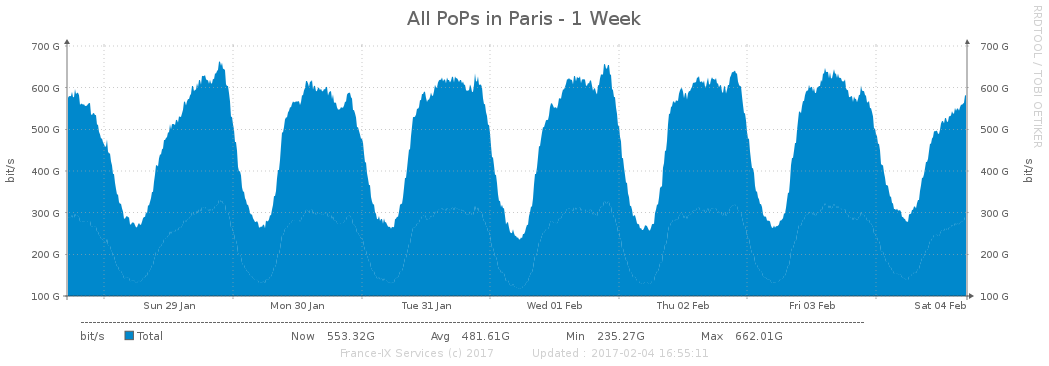 All PoPs in Paris - 1 Week
RRDTOOL / TOBI OETIKER
700 G 700 G
600 G 600 G
500 G 500 G
400 G 400 G
300 G 300 G
200 G 200 G
100 G 100 G
bit/s bit/s
Sun 29 Jan Mon 30 Jan Tue 31 Jan Wed 01 Feb Thu 02 Feb Fri 03 Feb Sat 04 Feb
bit/s Total Now 553.32G Avg 481.61G Min 235.27G Max 662.01G
France-IX Services (c) 2017 Updated : 2017-02-04 16:55:11